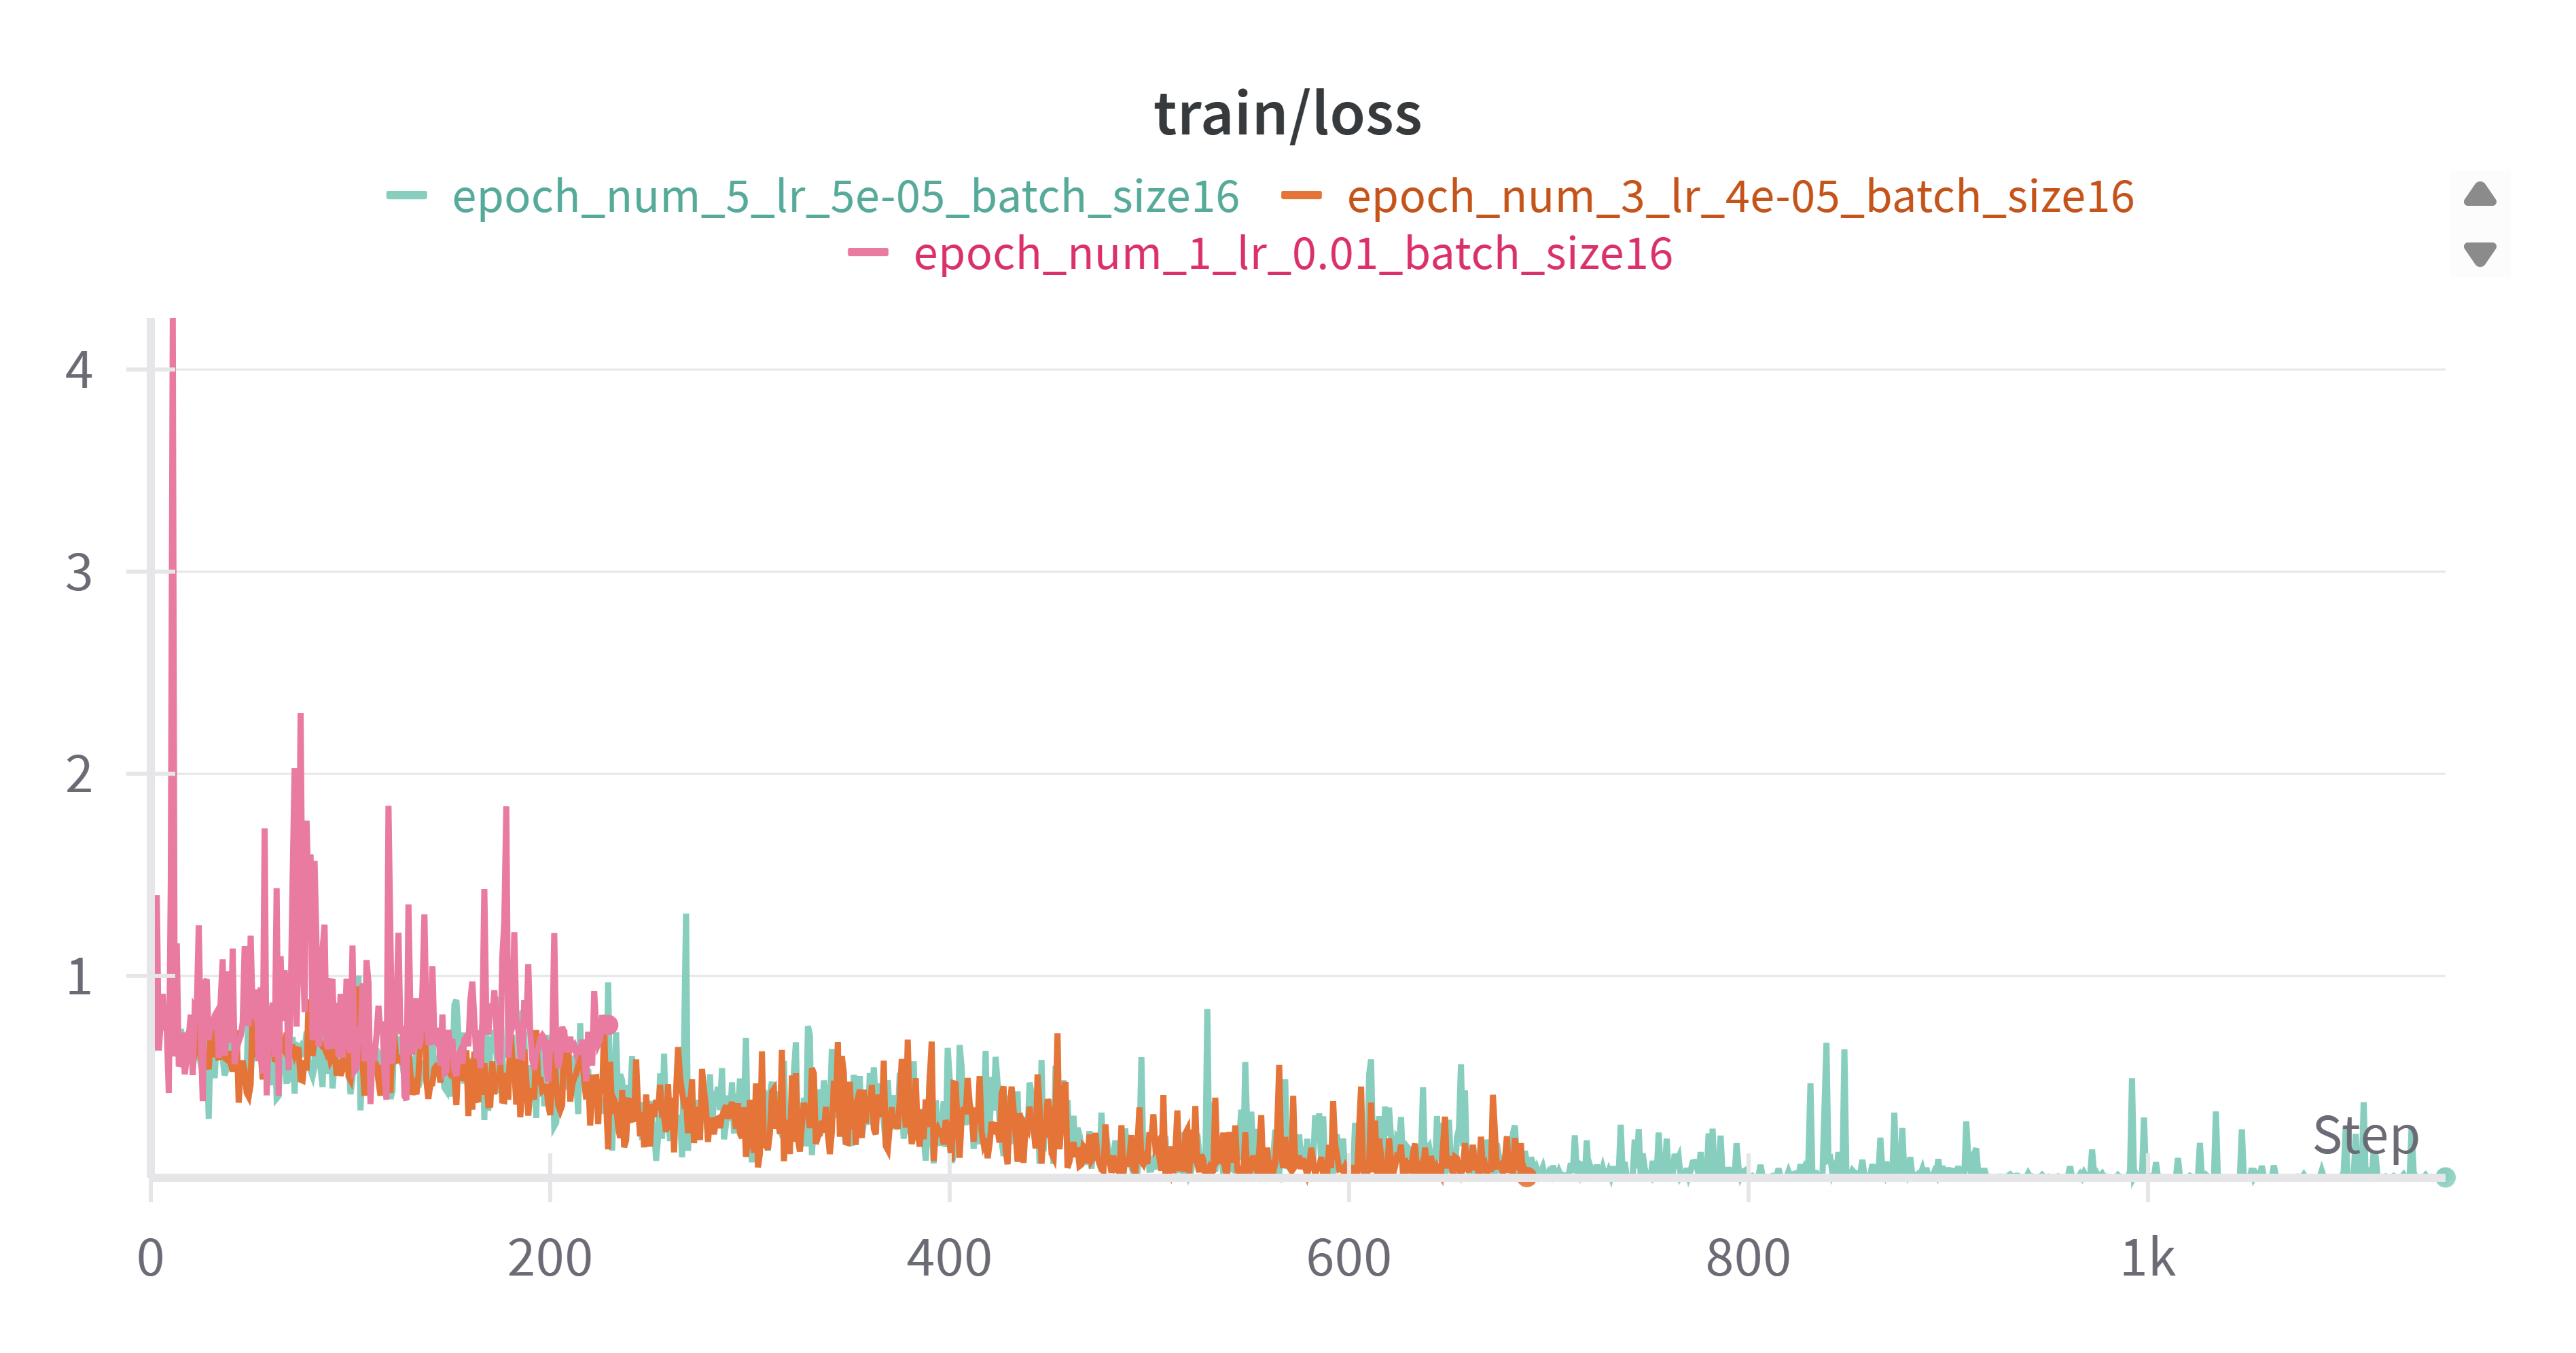 train/loss
epoch_num_5_lr_5e-05_batch_size16 epoch_num_3_lr_4e-05_batch_size16
epoch_num_1_lr_0.01_batch_size16
4
3
2
1
Step
0 200 400 600 800 1k